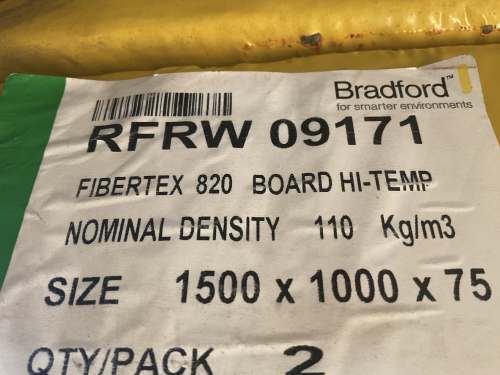 Bradford™
for smarter environments
RFRW 09171
FIBERTEX 820 BOARD HI-TEMP
NOMINAL DENSITY 110 Kg/m3
SIZE 1500 x 1000 x 75
QTY/PACK 2